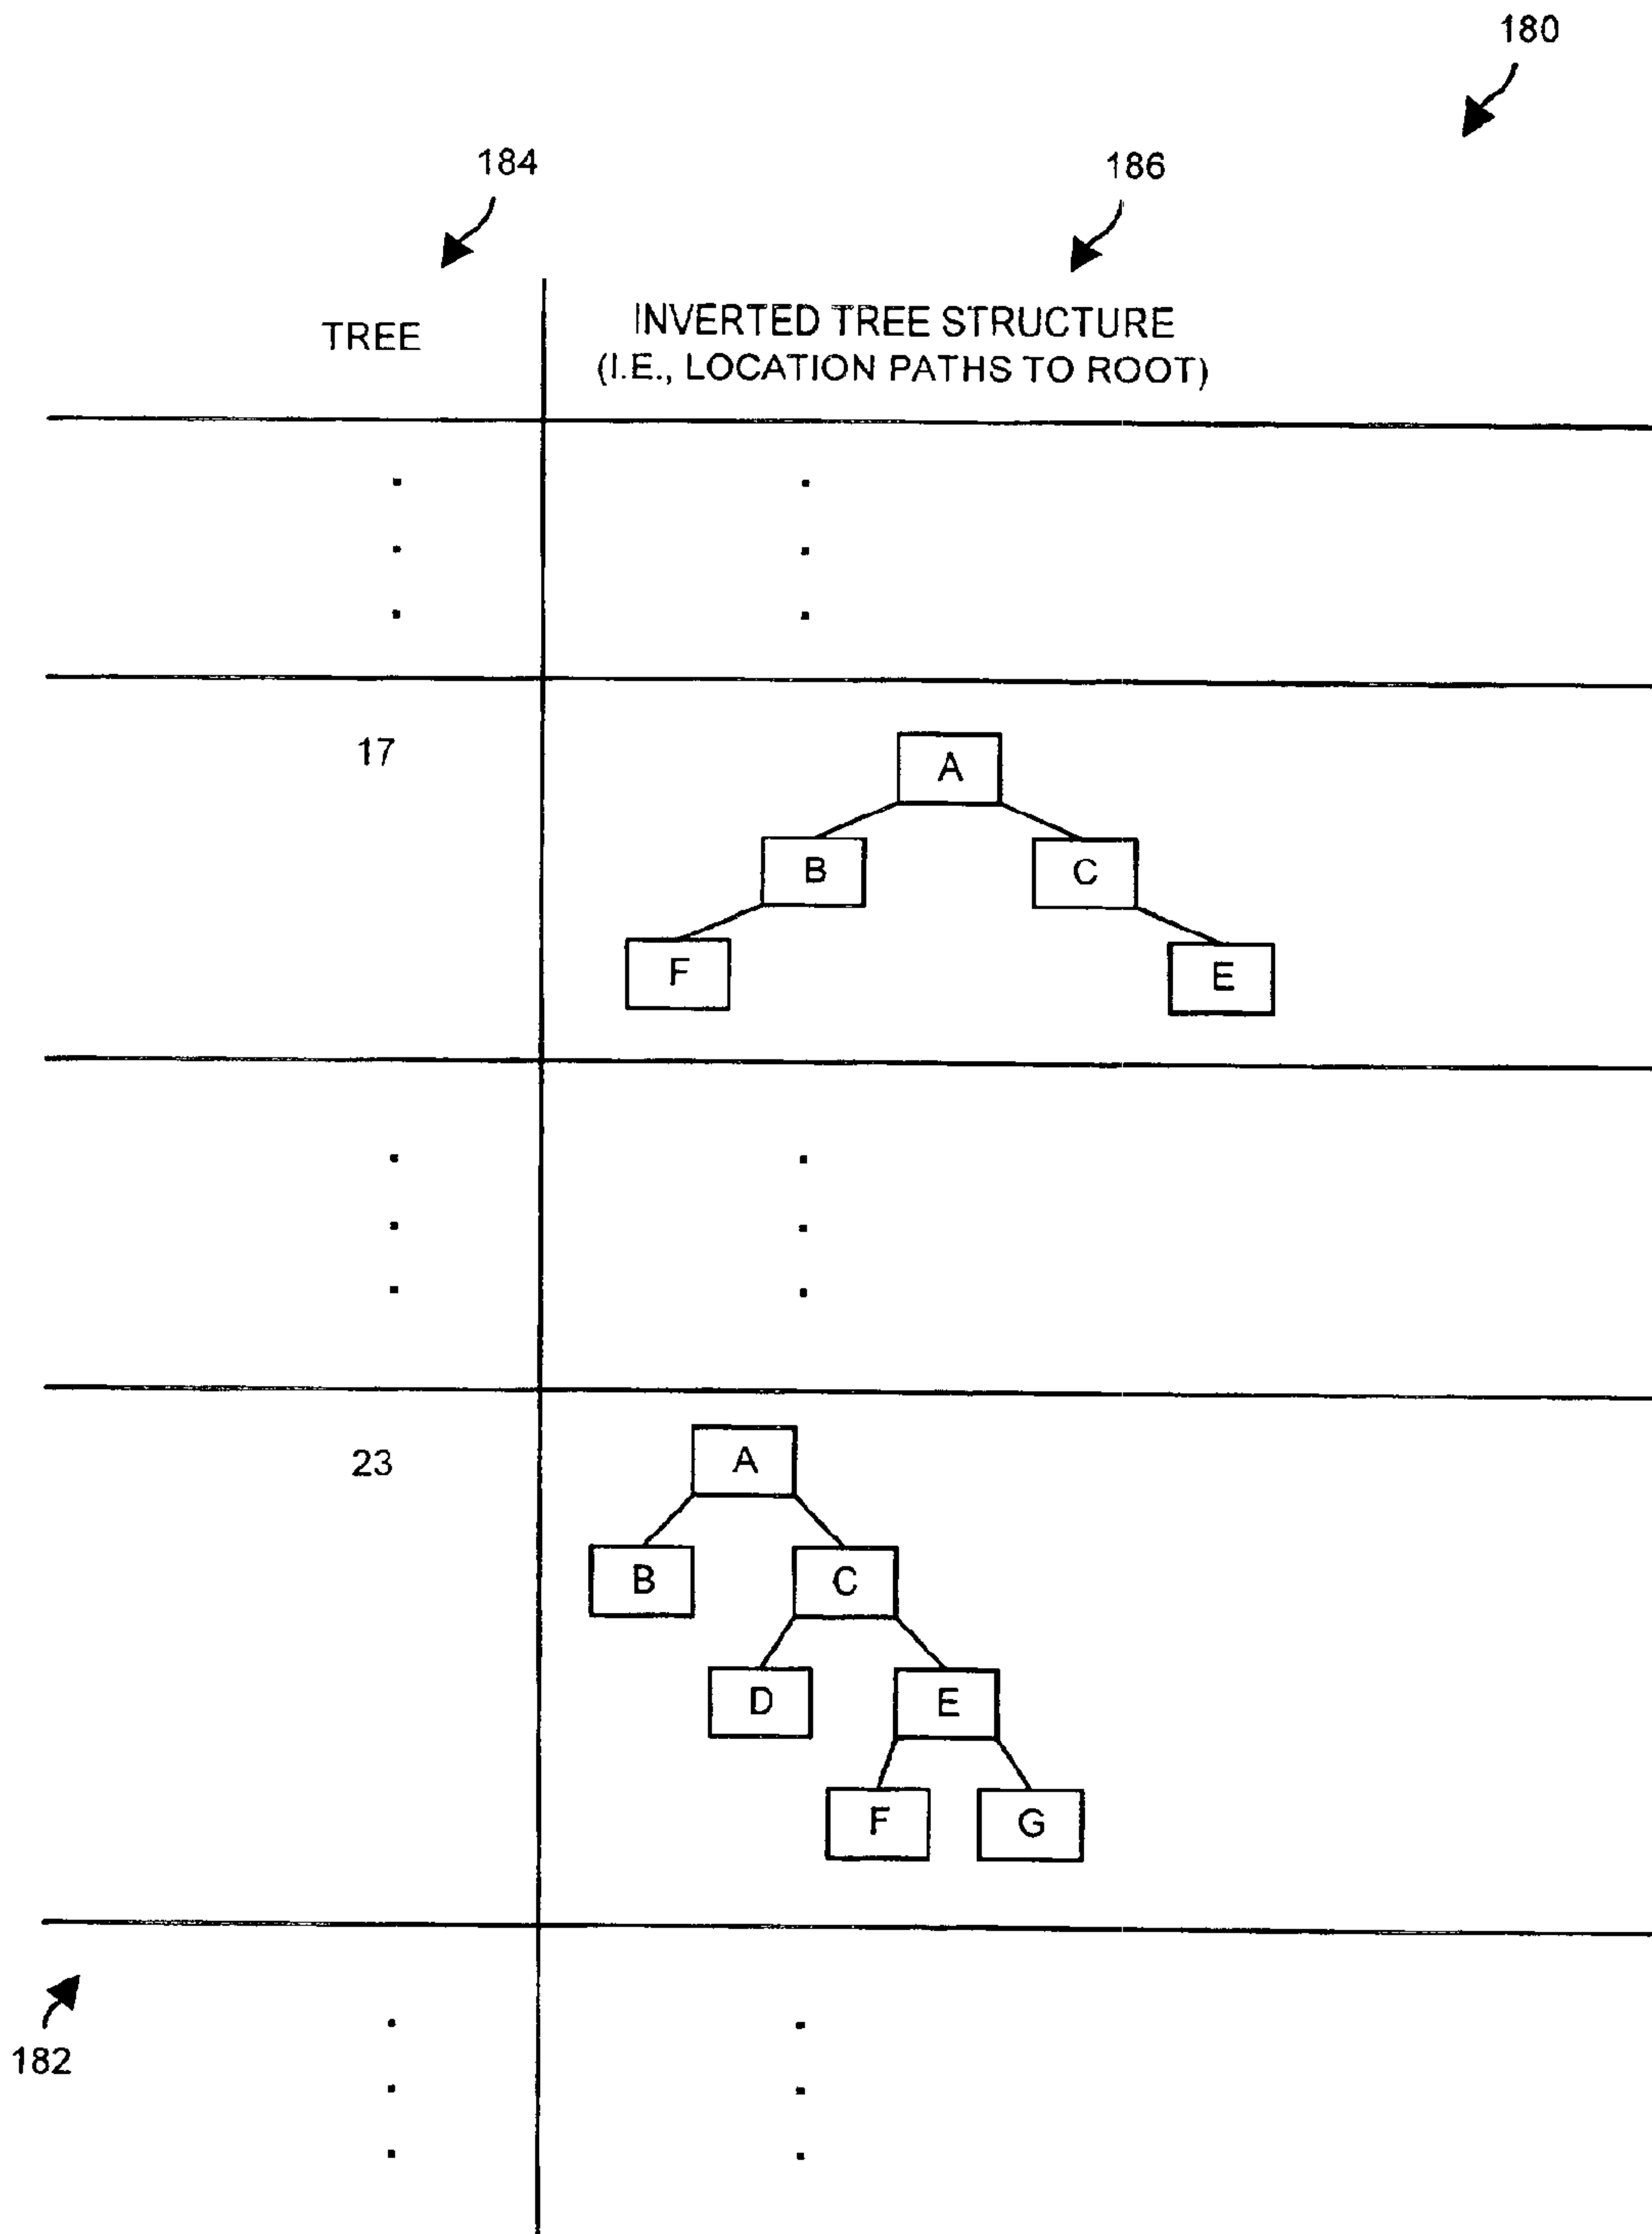 180
184
186
TREE
INVERTED TREE STRUCTURE
(I.E., LOCATION PATHS TO ROOT)
17
A
B
C
F
E
23
A
B
C
D
E
F
G
182